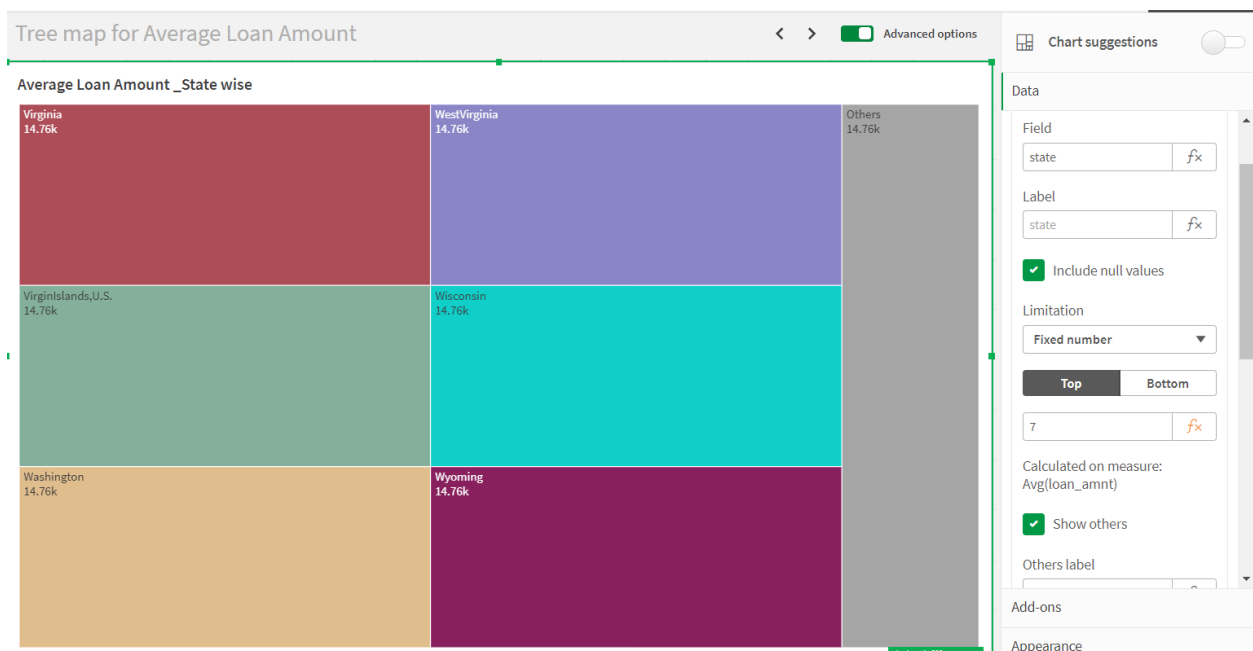 Tree map for Average Loan Amount
Advanced options
Average Loan Amount _State wise
Virginia
14.76k
WestVirginia
14.76k
Others
14.76k
VirginIslands,U.S.
14.76k
Wisconsin
14.76k
Washington
14.76k
Wyoming
14.76k
Chart suggestions
Data
Field
state
Label
state
Include null values
Limitation
Fixed number
Top
Bottom
7
Calculated on measure:
Avg(loan_amnt)
Show others
Others label
Add-ons
Appearance